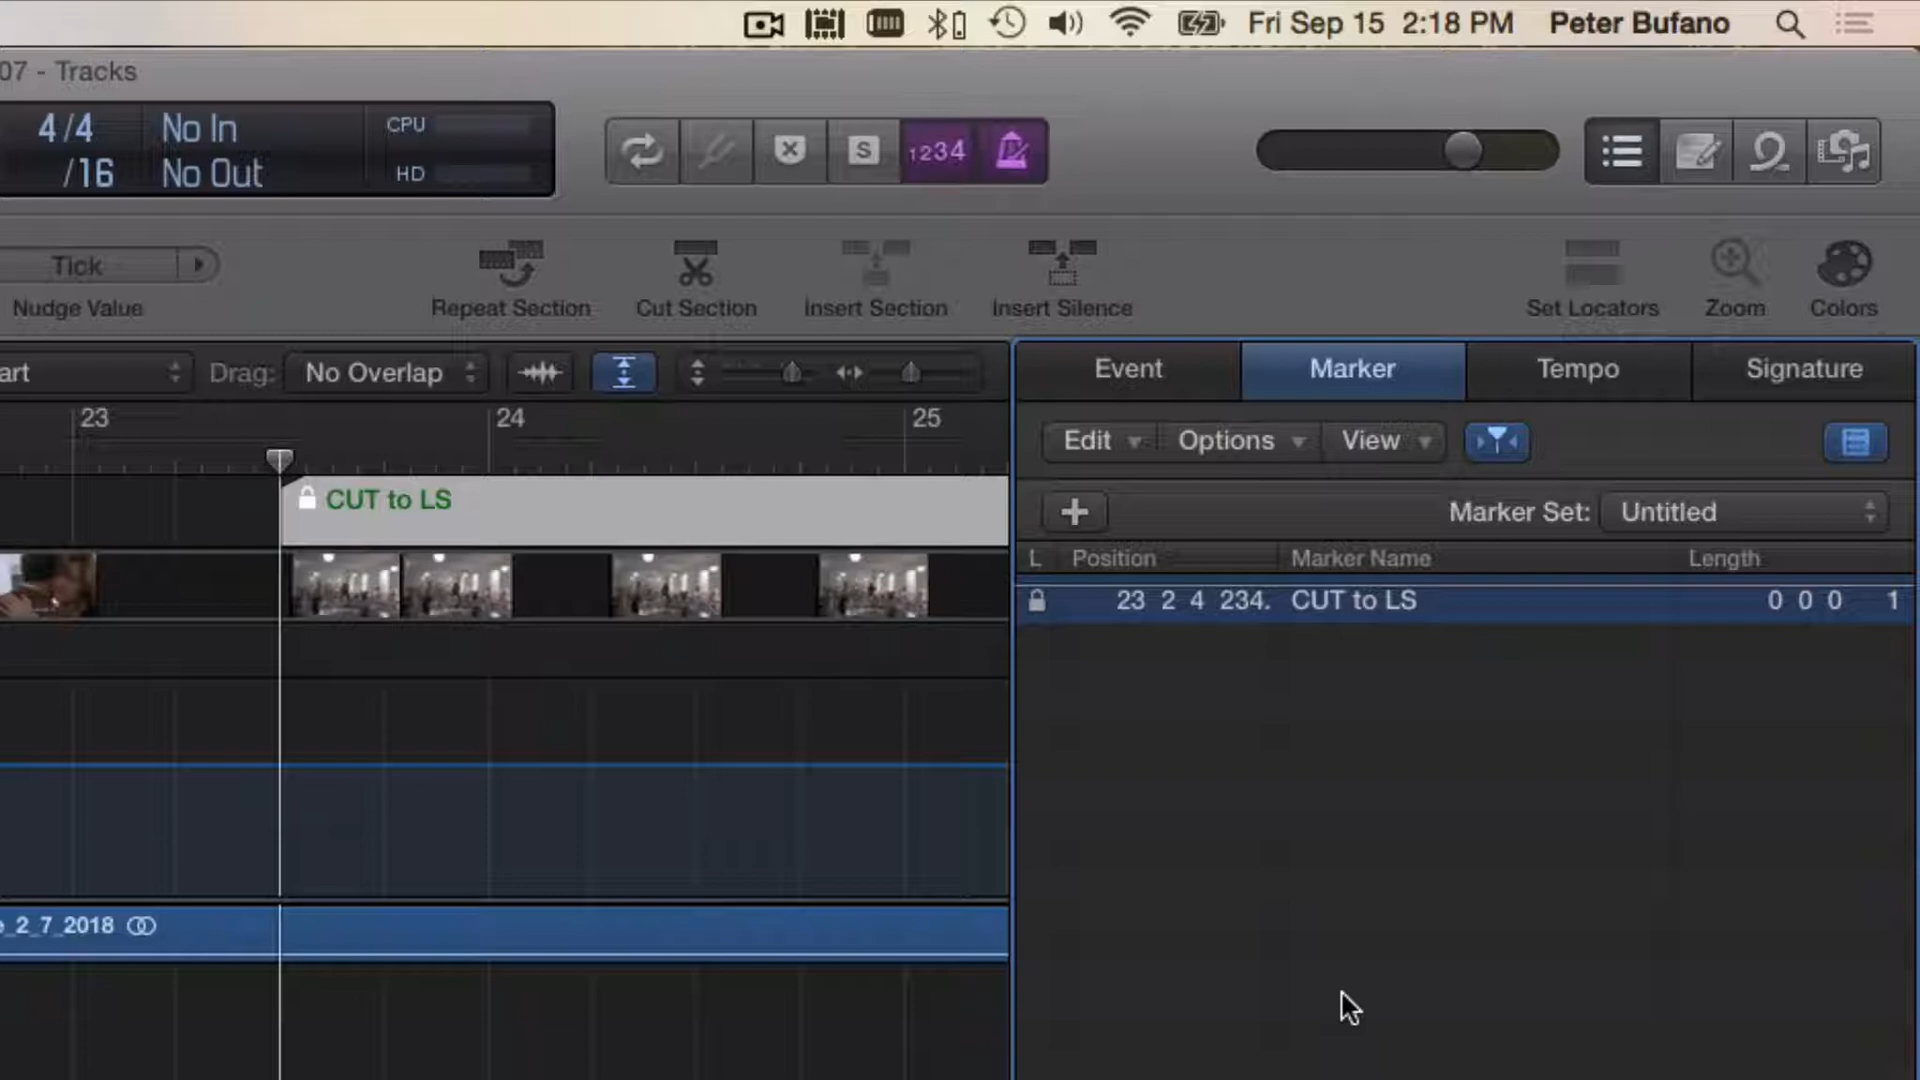 Fri Sep 15 2:18 PM Peter Bufano
07 - Tracks
4/4 No In CPU
/16 No Out HD
S 1234
Tick
Nudge Value Repeat Section Cut Section Insert Section Insert Silence Set Locators Zoom Colors
art Drag: No Overlap
Event Marker Tempo Signature
23 24 25
Edit Options View
CUT to LS
Marker Set: Untitled
L Position Marker Name Length
23 2 4 234. CUT to LS 0 0 0 1
e_2_7_2018